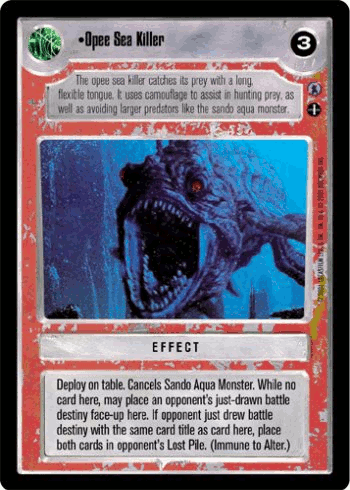 •Opee Sea Killer
3
The opee sea killer catches its prey with a long,
flexible tongue. It uses camouflage to assist in hunting prey, as
well as avoiding larger predators like the sando aqua monster.
EFFECT
Deploy on table. Cancels Sando Aqua Monster. While no
card here, may place an opponent's just-drawn battle
destiny face-up here. If opponent just drew battle
destiny with the same card title as card here, place
both cards in opponent's Lost Pile. (Immune to Alter.)